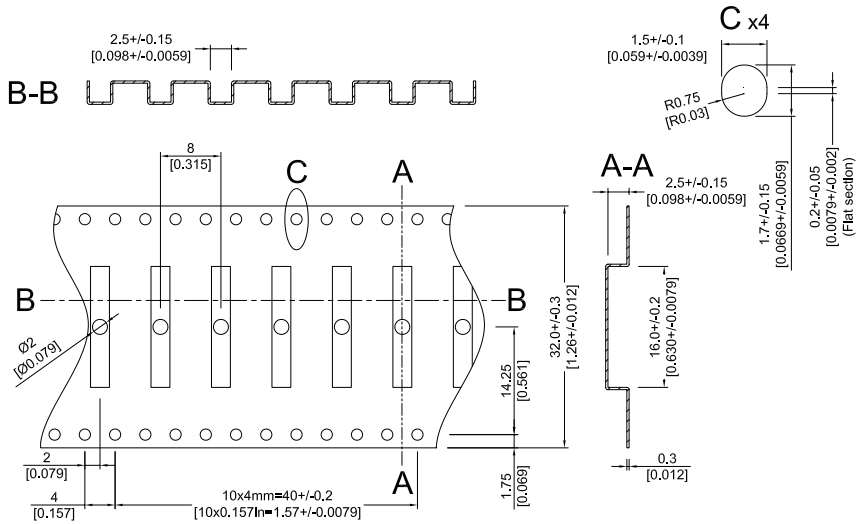 2.5+/-0.15
[0.098+/-0.0059]
B-B
C x4
1.5+/-0.1
[0.059+/-0.0039]
R0.75
[R0.03]
1.7+/-0.15
[0.0669+/-0.0059]
0.2+/-0.05
[0.0079+/-0.002]
(Flat section)
8
[0.315]
C
A
A-A
2.5+/-0.15
[0.098+/-0.0059]
B
B
Ø2
[Ø0.079]
32.0+/-0.3
[1.26+/-0.012]
16.0+/-0.2
[0.630+/-0.0079]
14.25
[0.561]
2
[0.079]
4
[0.157]
10x4mm=40+/-0.2
[10x0.157In=1.57+/-0.0079]
A
1.75
[0.069]
0.3
[0.012]